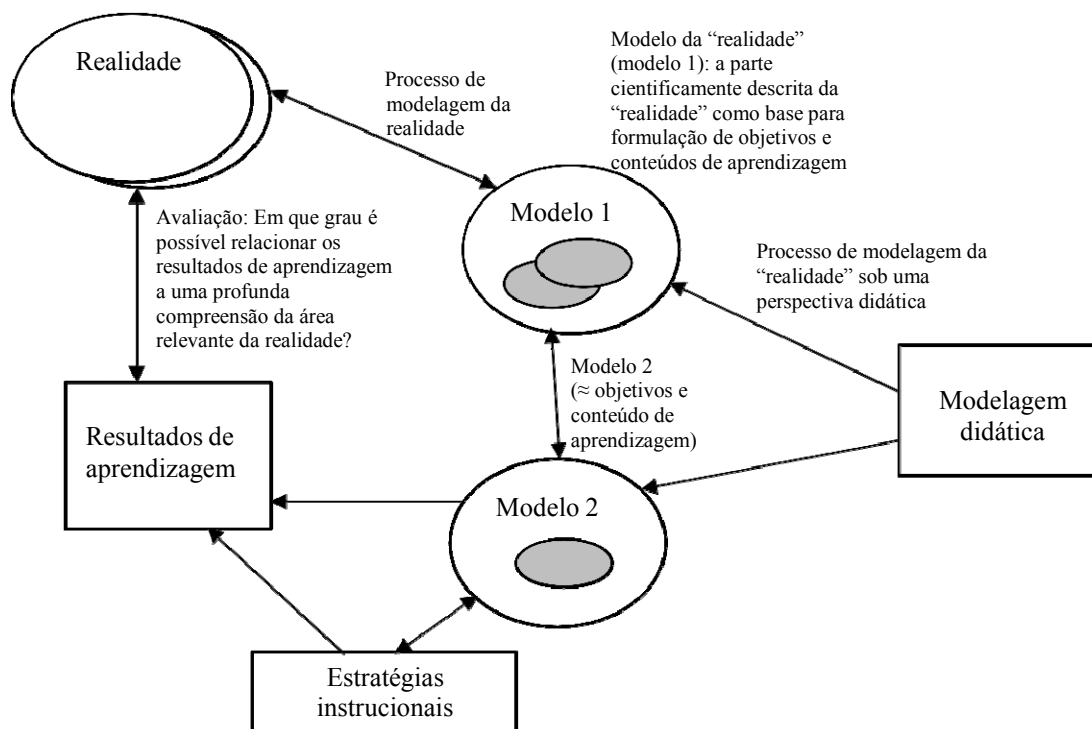 Realidade
Processo de
modelagem da
realidade
Modelo da “realidade”
(modelo 1): a parte
cientificamente descrita da
“realidade” como base para
formulação de objetivos e
conteúdos de aprendizagem
Modelo 1
Avaliação: Em que grau é
possível relacionar os
resultados de aprendizagem
a uma profunda
compreensão da área
relevante da realidade?
Processo de modelagem da
“realidade” sob uma
perspectiva didática
Modelo 2
(≈ objetivos e
conteúdo de
aprendizagem)
Modelagem
didática
Resultados de
aprendizagem
Modelo 2
Estratégias
instrucionais